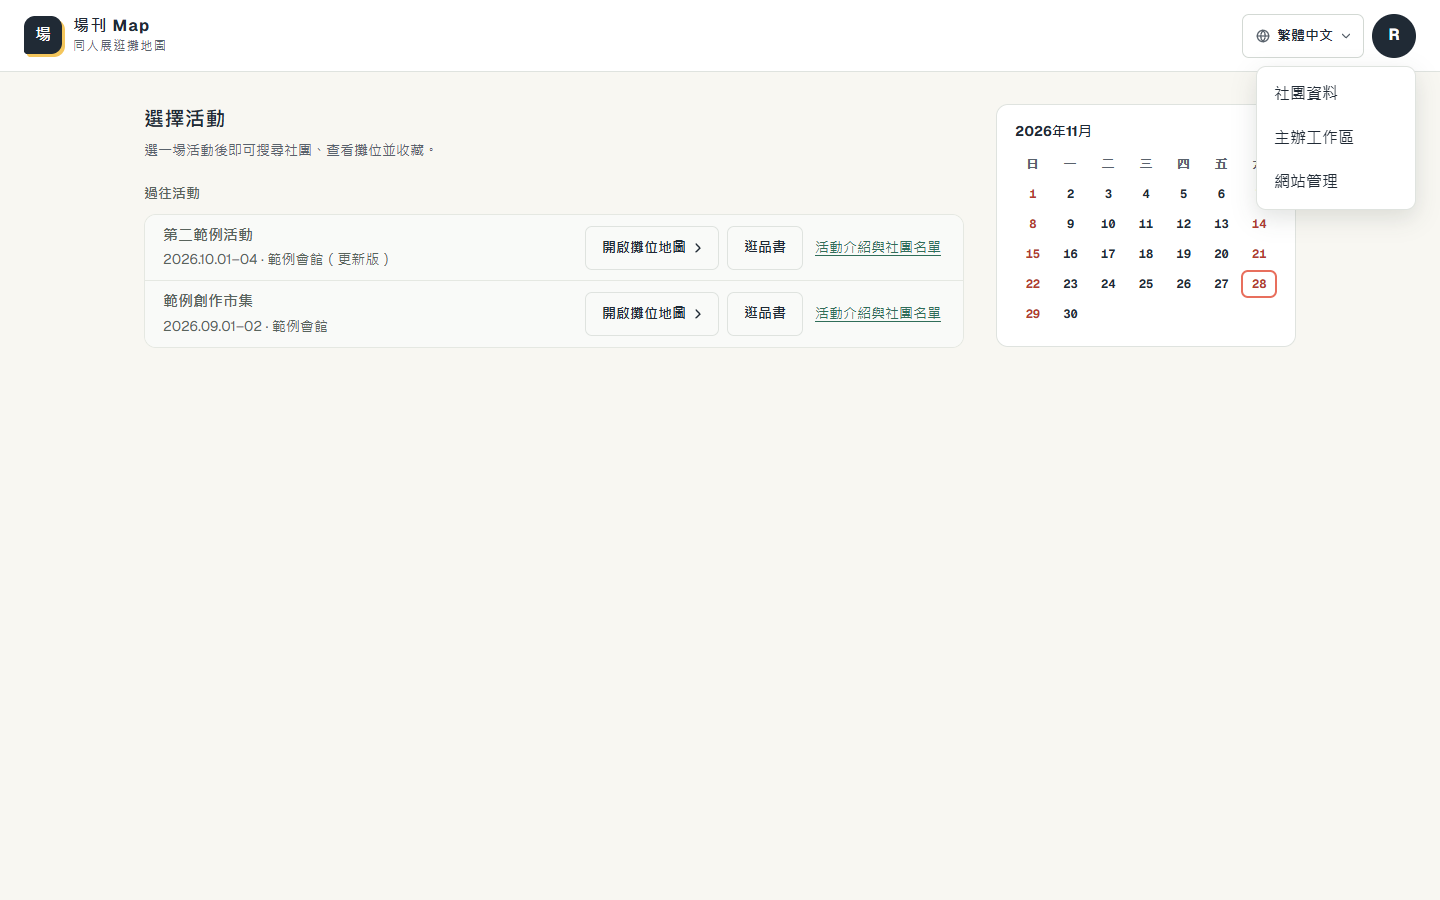 場
場刊 Map
同人展逛攤地圖
繁體中文
R
社團資料
主辦工作區
網站管理
選擇活動
選一場活動後即可搜尋社團、查看攤位並收藏。
過往活動
第二範例活動
2026.10.01–04 · 範例會館（更新版）
開啟攤位地圖
逛品書
活動介紹與社團名單
範例創作市集
2026.09.01–02 · 範例會館
開啟攤位地圖
逛品書
活動介紹與社團名單
2026年11月
日 一 二 三 四 五
1 2 3 4 5 6
8 9 10 11 12 13 14
15 16 17 18 19 20 21
22 23 24 25 26 27 28
29 30